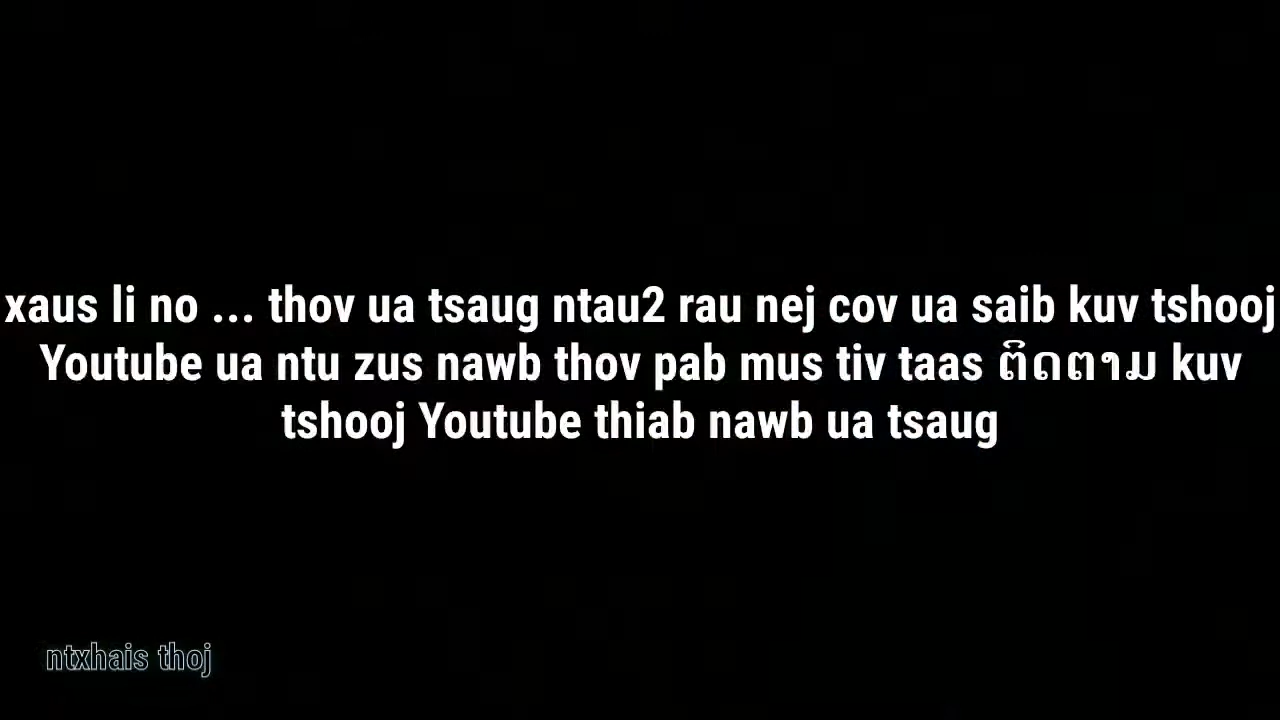 xaus li no ... thov ua tsaug ntau2 rau nej cov ua saib kuv tshooj
Youtube ua ntu zus nawb thov pab mus tiv taas ຕິດຕາມ kuv
tshooj Youtube thiab nawb ua tsaug
ntxhais thoj